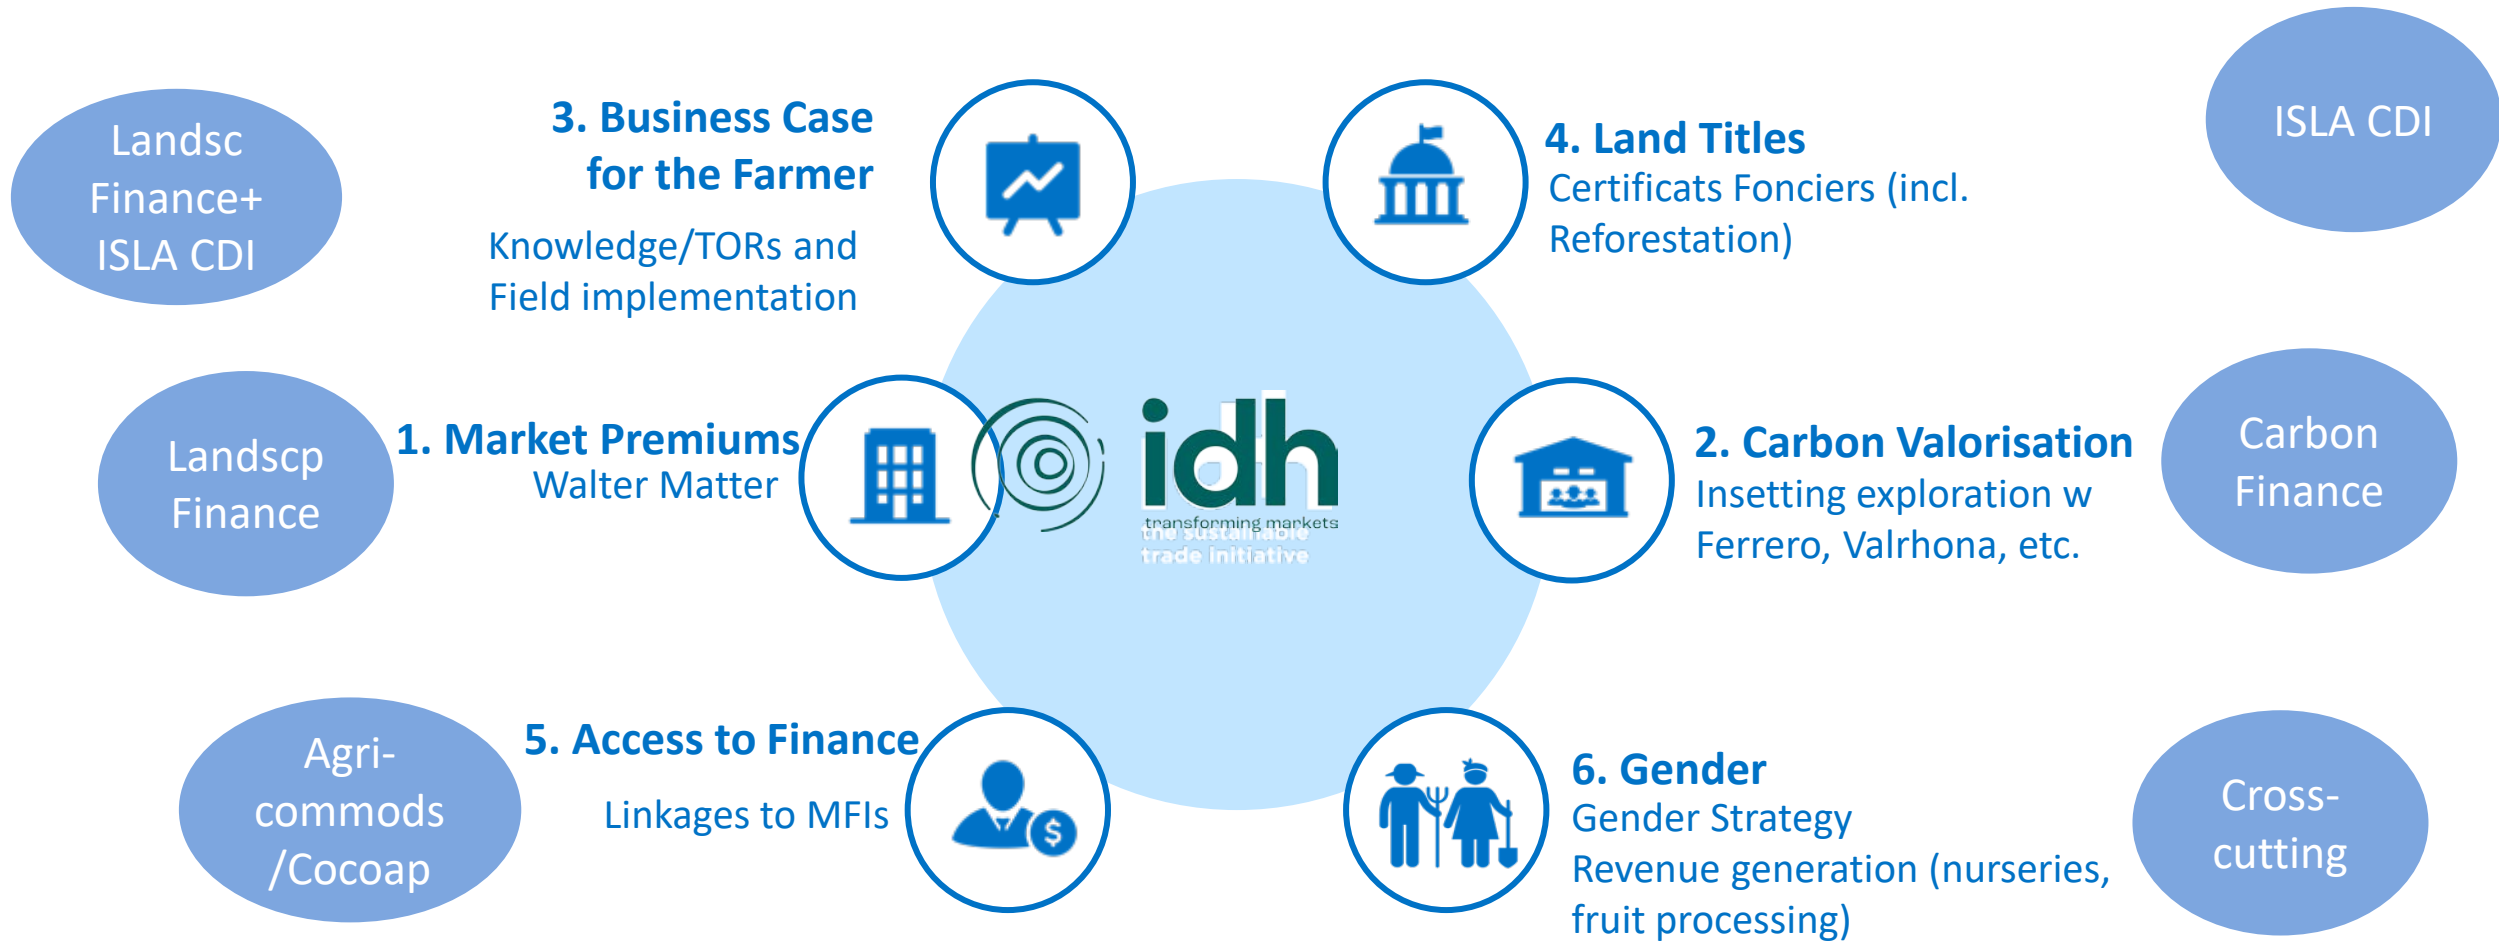 Landsc
Finance+
ISLA CDI
3. Business Case
for the Farmer
Knowledge/TORs and
Field implementation
4. Land Titles
Certificats Fonciers (incl.
Reforestation)
ISLA CDI
Landscp
Finance
1. Market Premiums
Walter Matter
idh
transforming markets
the sustainable
trade initiative
2. Carbon Valorisation
Insetting exploration w
Ferrero, Valrhona, etc.
Carbon
Finance
Agri-
commods
/Cocoap
5. Access to Finance
Linkages to MFIs
$
6. Gender
Gender Strategy
Revenue generation (nurseries,
fruit processing)
Cross-
cutting